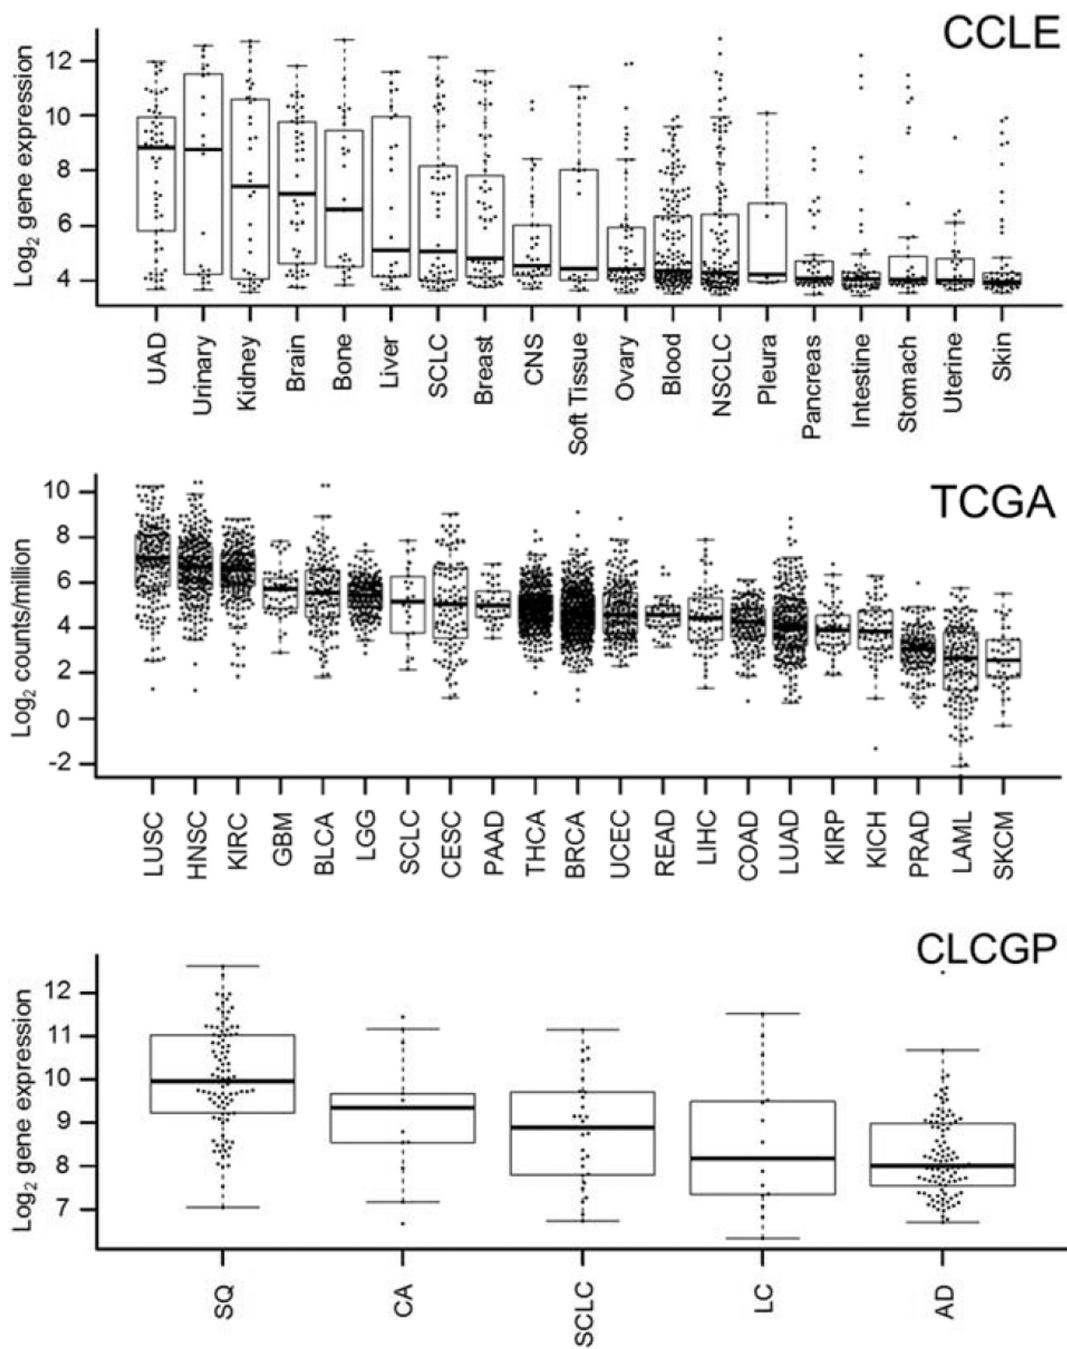 CCLE
Log2 gene expression
12
10
8
6
4
UAD
Urinary
Kidney
Brain
Bone
Liver
SCLC
Breast
CNS
Soft Tissue
Ovary
Blood
NSCLC
Pleura
Pancreas
Intestine
Stomach
Uterine
Skin
TCGA
Log2 counts/million
10
8
6
4
2
0
-2
LUSC
HNSC
KIRC
GBM
BLCA
LGG
SCLC
CESC
PAAD
THCA
BRCA
UCEC
READ
LIHC
COAD
LUAD
KIRP
KICH
PRAD
LAML
SKCM
CLCGP
Log2 gene expression
12
11
10
9
8
7
SQ
CA
SCLC
LC
AD